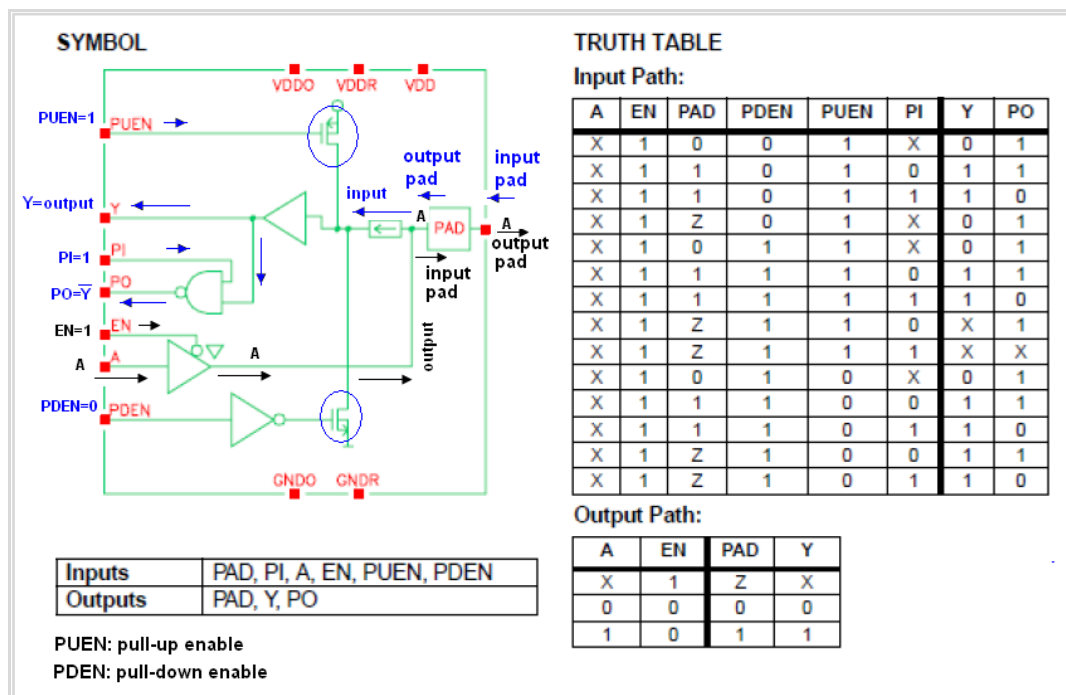 SYMBOL
VDDO VDDR VDD
PUEN=1 PUEN
output pad
input pad
input
Y=output Y
A PAD A
output pad
input pad
PI=1 PI
PO=Y̅ PO
EN=1 EN
A A A
output
PDEN=0 PDEN
GNDO GNDR
Inputs PAD, PI, A, EN, PUEN, PDEN
Outputs PAD, Y, PO
PUEN: pull-up enable
PDEN: pull-down enable
TRUTH TABLE
Input Path:
A EN PAD PDEN PUEN PI Y PO
X 1 0 0 1 X 0 1
X 1 1 0 1 0 1 1
X 1 1 0 1 1 1 0
X 1 Z 0 1 X 0 1
X 1 0 1 1 X 0 1
X 1 1 1 1 0 1 1
X 1 1 1 1 1 1 0
X 1 Z 1 1 0 X 1
X 1 Z 1 1 1 X X
X 1 0 1 0 X 0 1
X 1 1 1 0 0 1 1
X 1 1 1 0 1 1 0
X 1 Z 1 0 0 1 1
X 1 Z 1 0 1 1 0
Output Path:
A EN PAD Y
X 1 Z X
0 0 0 0
1 0 1 1